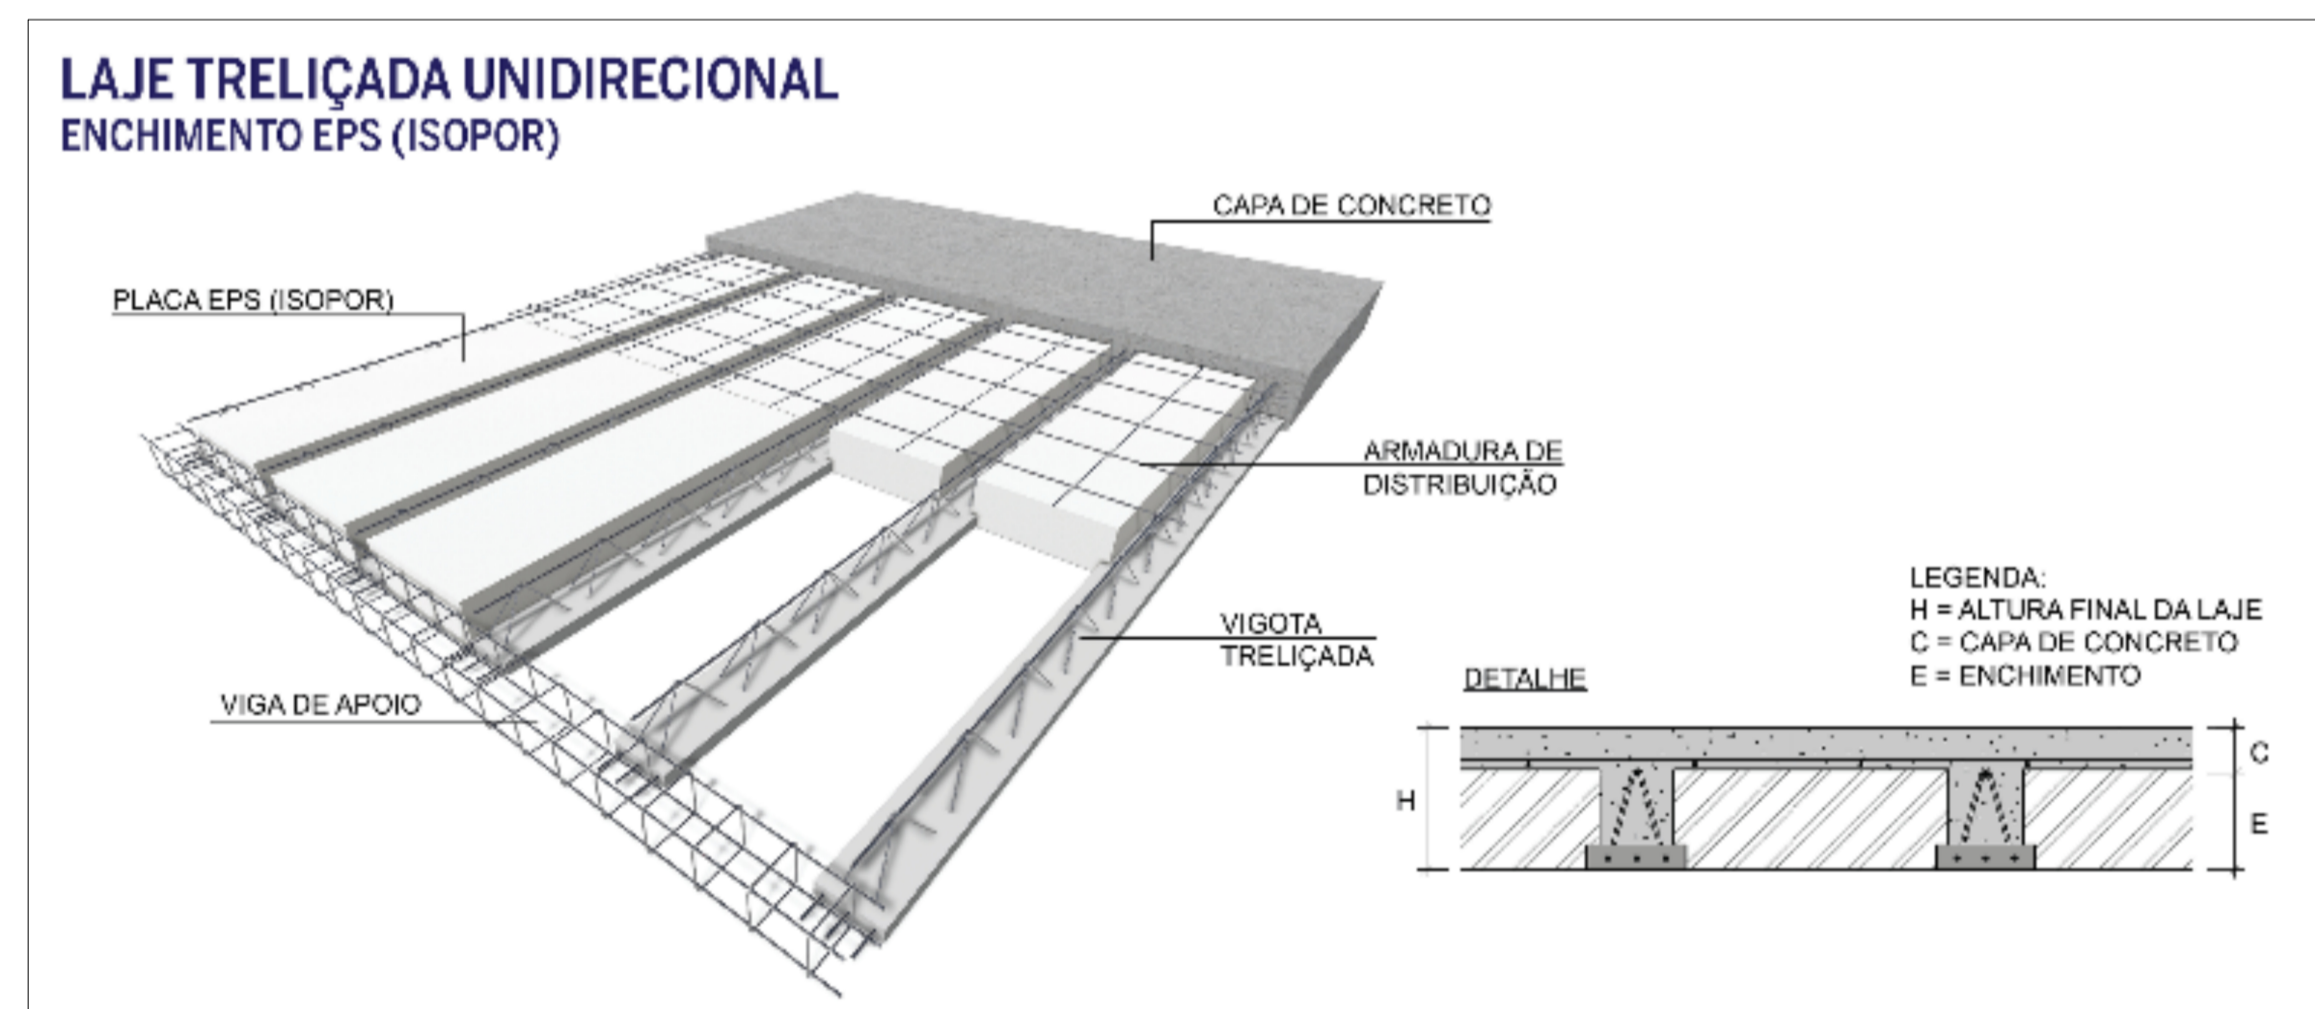 LAJE TRELIÇADA UNIDIRECIONAL
ENCHIMENTO EPS (ISOPOR)
CAPA DE CONCRETO
PLACA EPS (ISOPOR)
ARMADURA DE
DISTRIBUIÇÃO
VIGOTA
TRELIÇADA
VIGA DE APOIO
LEGENDA:
H = ALTURA FINAL DA LAJE
C = CAPA DE CONCRETO
E = ENCHIMENTO
DETALHE
C
H
E